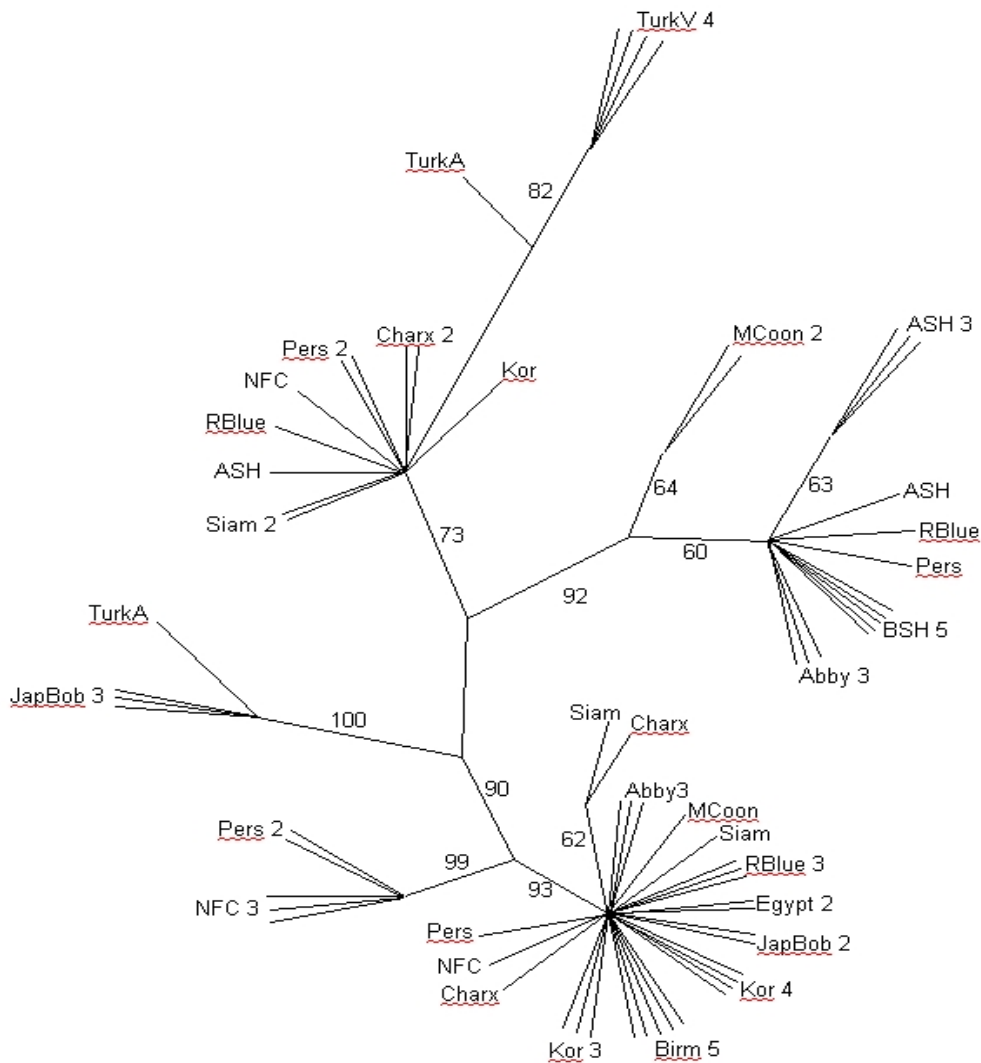 TurkV 4
TurkA
82
Charx 2
Pers 2
NFC
Kor
RBlue
ASH
Siam 2
73
MCoon 2
ASH 3
64
63
ASH
RBlue
Pers
60
92
BSH 5
Abby 3
TurkA
JapBob 3
100
Siam
Charx
90
Abby3
MCoon
Siam
62
RBlue 3
Pers 2
99
93
Egypt 2
NFC 3
Pers
JapBob 2
NFC
Charx
Kor 4
Kor 3
Birm 5